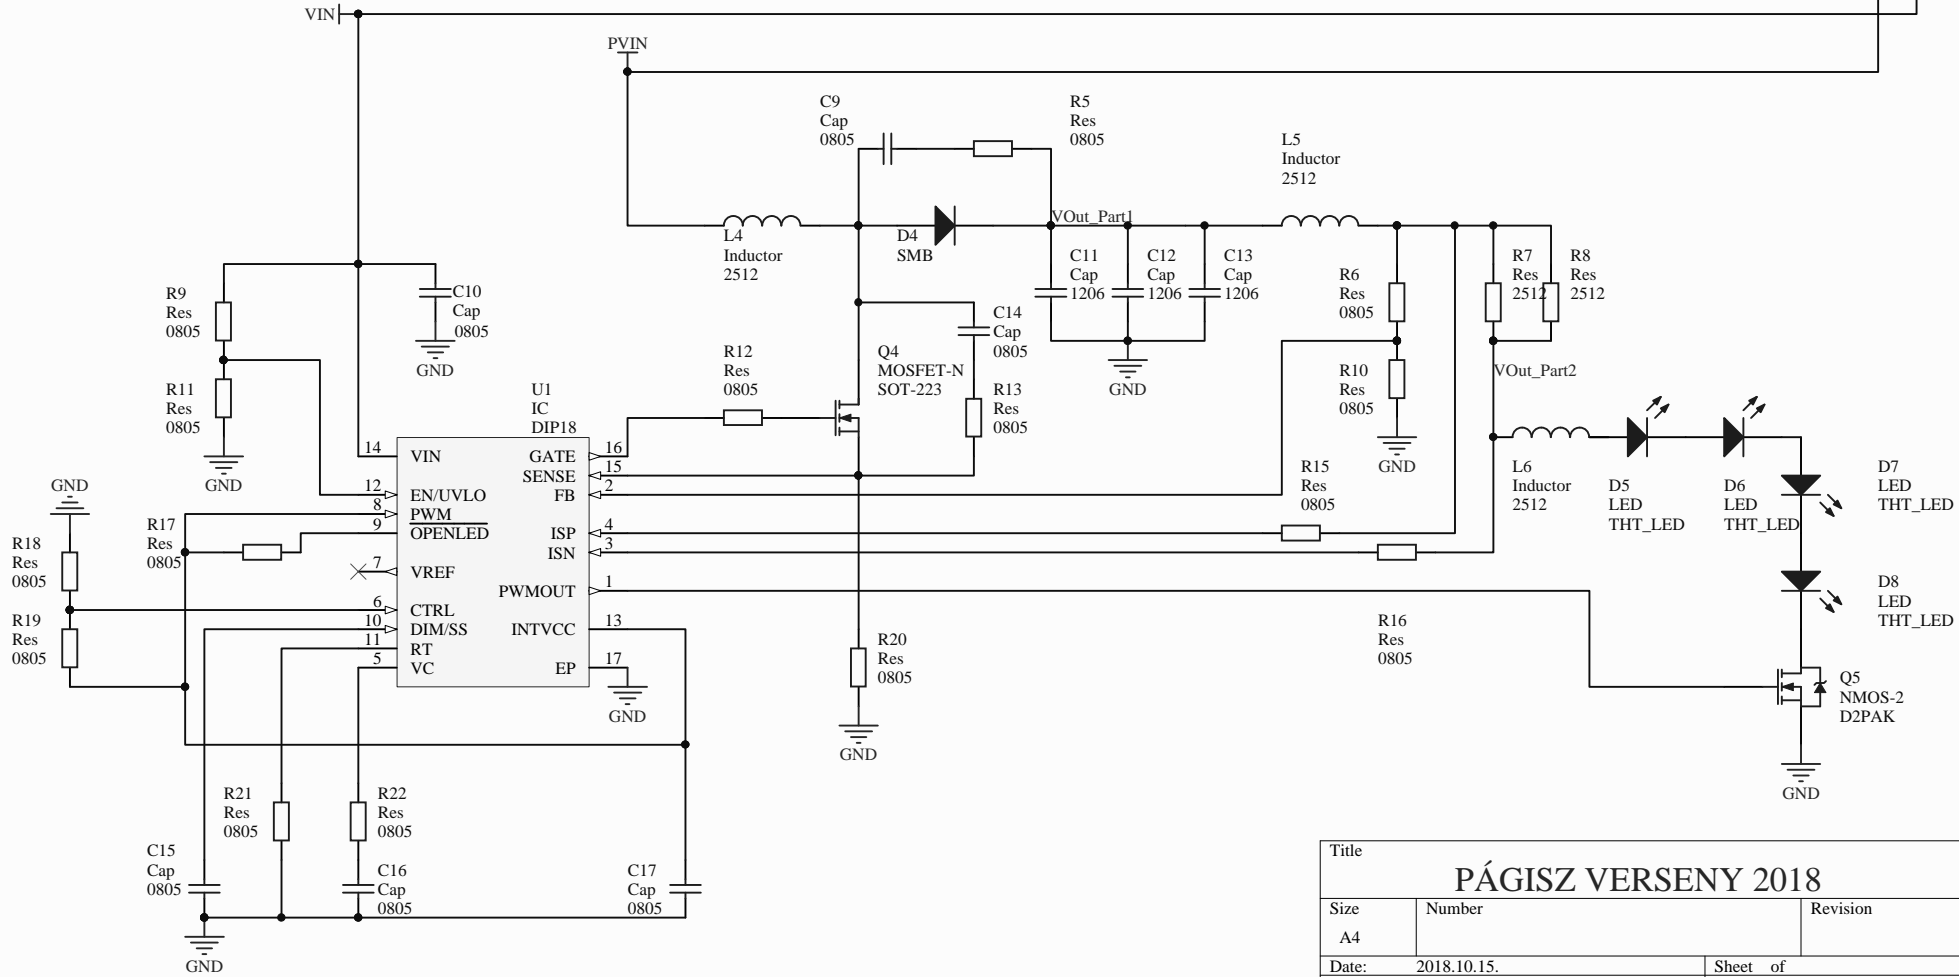 VIN
PVIN
C9
Cap
0805
R5
Res
0805
L5
Inductor
2512
VOut_Part1
L4
Inductor
2512
D4
SMB
C11
Cap
1206
C12
Cap
1206
C13
Cap
1206
R6
Res
0805
R7
Res
2512
R8
Res
2512
R9
Res
0805
C10
Cap
0805
GND
R11
Res
0805
GND
R12
Res
0805
Q4
MOSFET-N
SOT-223
C14
Cap
0805
R13
Res
0805
GND
R10
Res
0805
GND
VOut_Part2
U1
IC
DIP18
14 VIN
12 EN/UVLO
8 PWM
9 OPENLED
7 VREF
6 CTRL
10 DIM/SS
11 RT
5 VC
GATE 16
SENSE 15
FB 2
ISP 4
ISN 3
PWMOUT 1
INTVCC 13
EP 17
GND
GND
R17
Res
0805
R18
Res
0805
R19
Res
0805
R15
Res
0805
L6
Inductor
2512
D5
LED
THT_LED
D6
LED
THT_LED
D7
LED
THT_LED
D8
LED
THT_LED
R16
Res
0805
R20
Res
0805
GND
Q5
NMOS-2
D2PAK
GND
R21
Res
0805
R22
Res
0805
C15
Cap
0805
C16
Cap
0805
C17
Cap
0805
GND
Title
PÁGISZ VERSENY 2018
Size
Number
Revision
A4
Date:
2018.10.15.
Sheet of